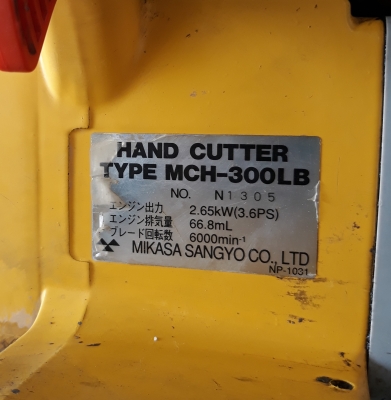 HAND CUTTER
TYPE MCH-300LB
NO. N1305
エンジン出力 2.65kW(3.6PS)
エンジン排気量 66.8mL
ブレード回転数 6000min-¹
MIKASA SANGYO CO., LTD
NP-1031